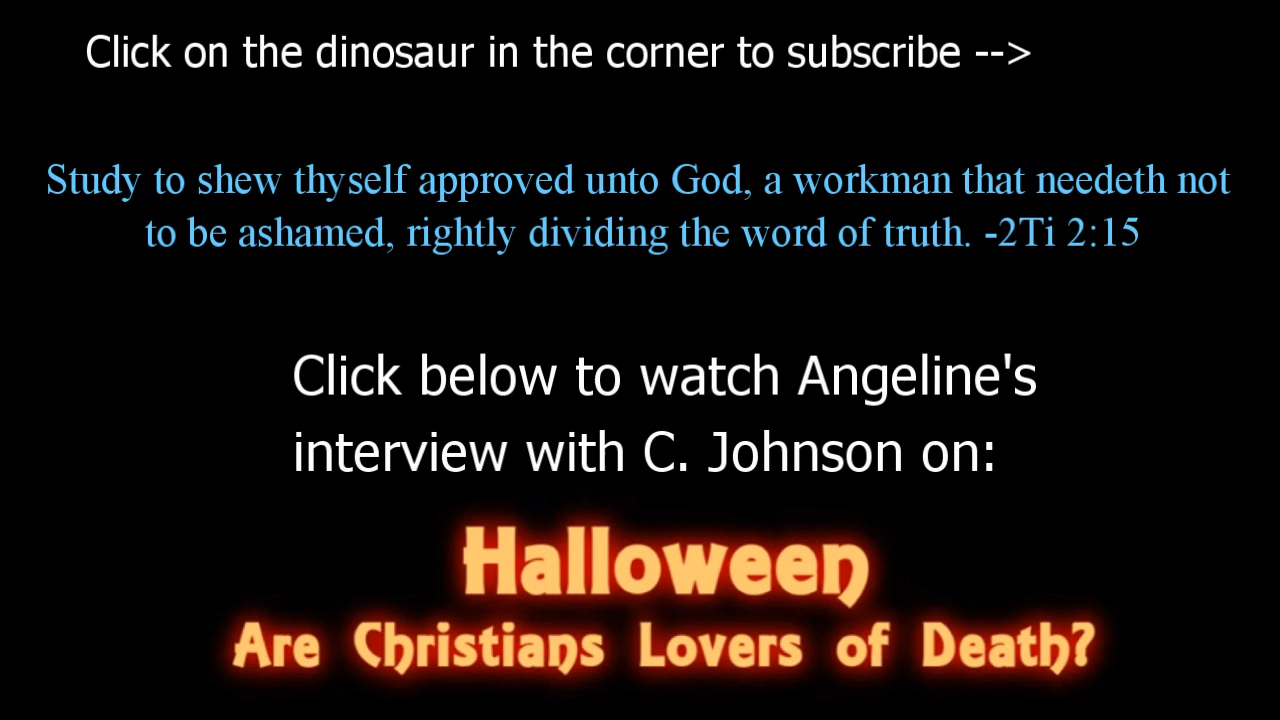 Click on the dinosaur in the corner to subscribe -->
Study to shew thyself approved unto God, a workman that needeth not
to be ashamed, rightly dividing the word of truth. -2Ti 2:15
Click below to watch Angeline's
interview with C. Johnson on:
Halloween
Are Christians Lovers of Death?